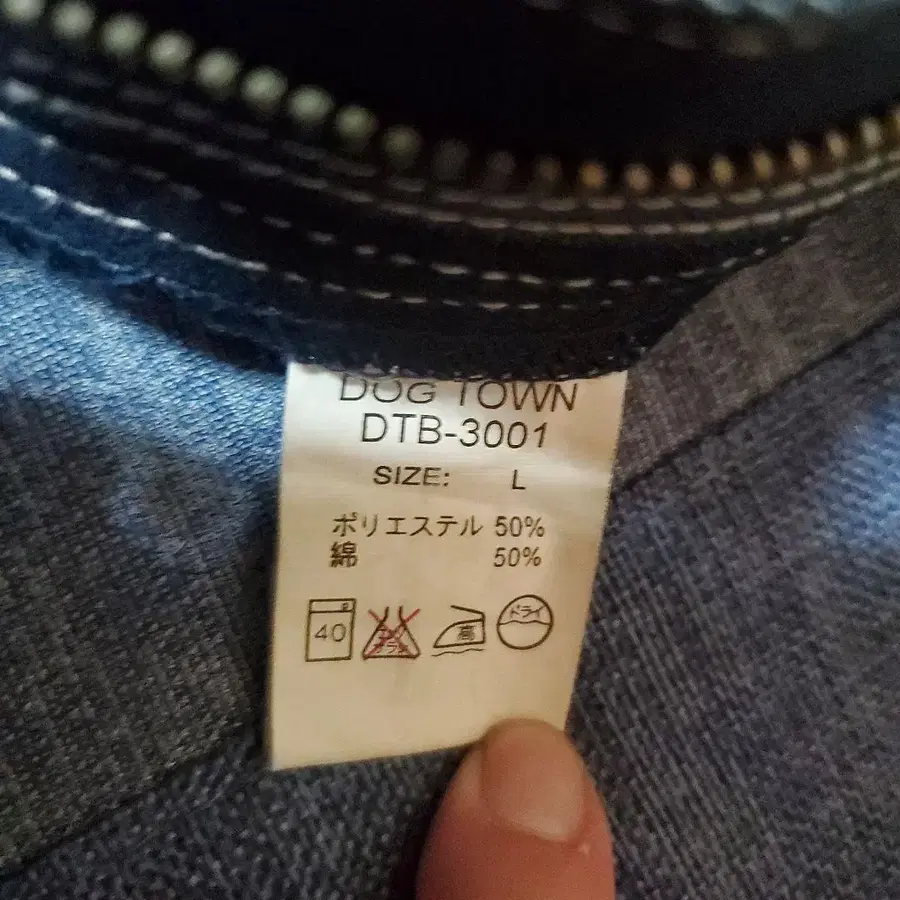 DOG TOWN
DTB-3001
SIZE: L
ポリエステル 50%
綿 50%
40 高 ドライ